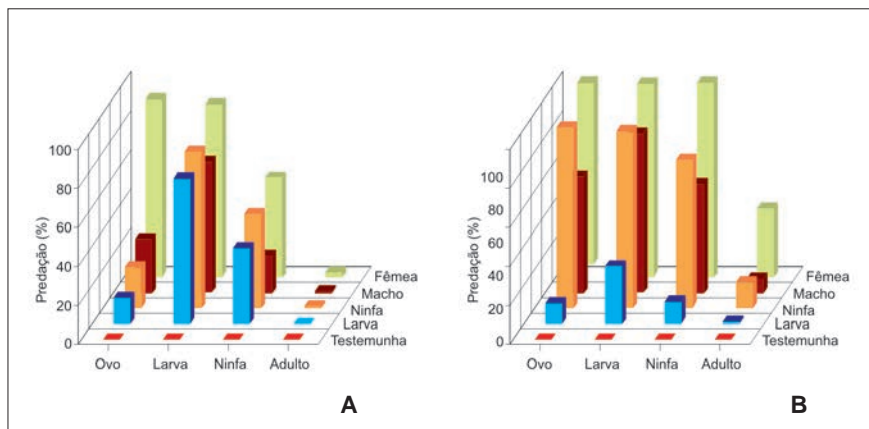 Predação (%)
100
80
60
40
20
0
Ovo
Larva
Ninfa
Adulto
Fêmea
Macho
Ninfa
Larva
Testemunha
A
Predação (%)
100
80
60
40
20
0
Ovo
Larva
Ninfa
Adulto
Fêmea
Macho
Ninfa
Larva
Testemunha
B